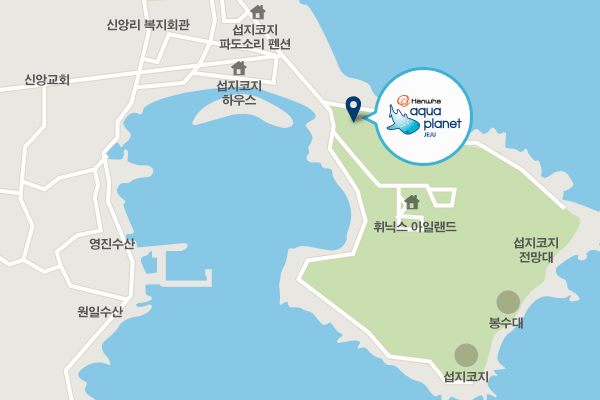 신양리 복지회관
섭지코지
파도소리 펜션
신양교회
섭지코지
하우스
Hanwha
aqua
planet
JEJU
휘닉스 아일랜드
영진수산
섭지코지
전망대
원일수산
봉수대
섭지코지